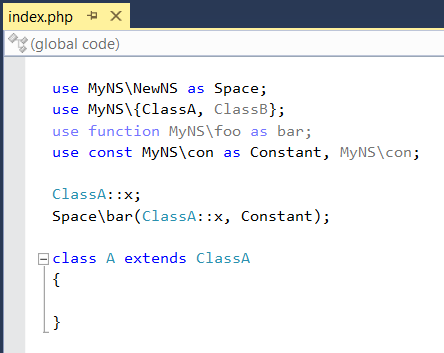 index.php
(global code)
use MyNS\NewNS as Space;
use MyNS\{ClassA, ClassB};
use function MyNS\foo as bar;
use const MyNS\con as Constant, MyNS\con;
ClassA::x;
Space\bar(ClassA::x, Constant);
class A extends ClassA
{
}